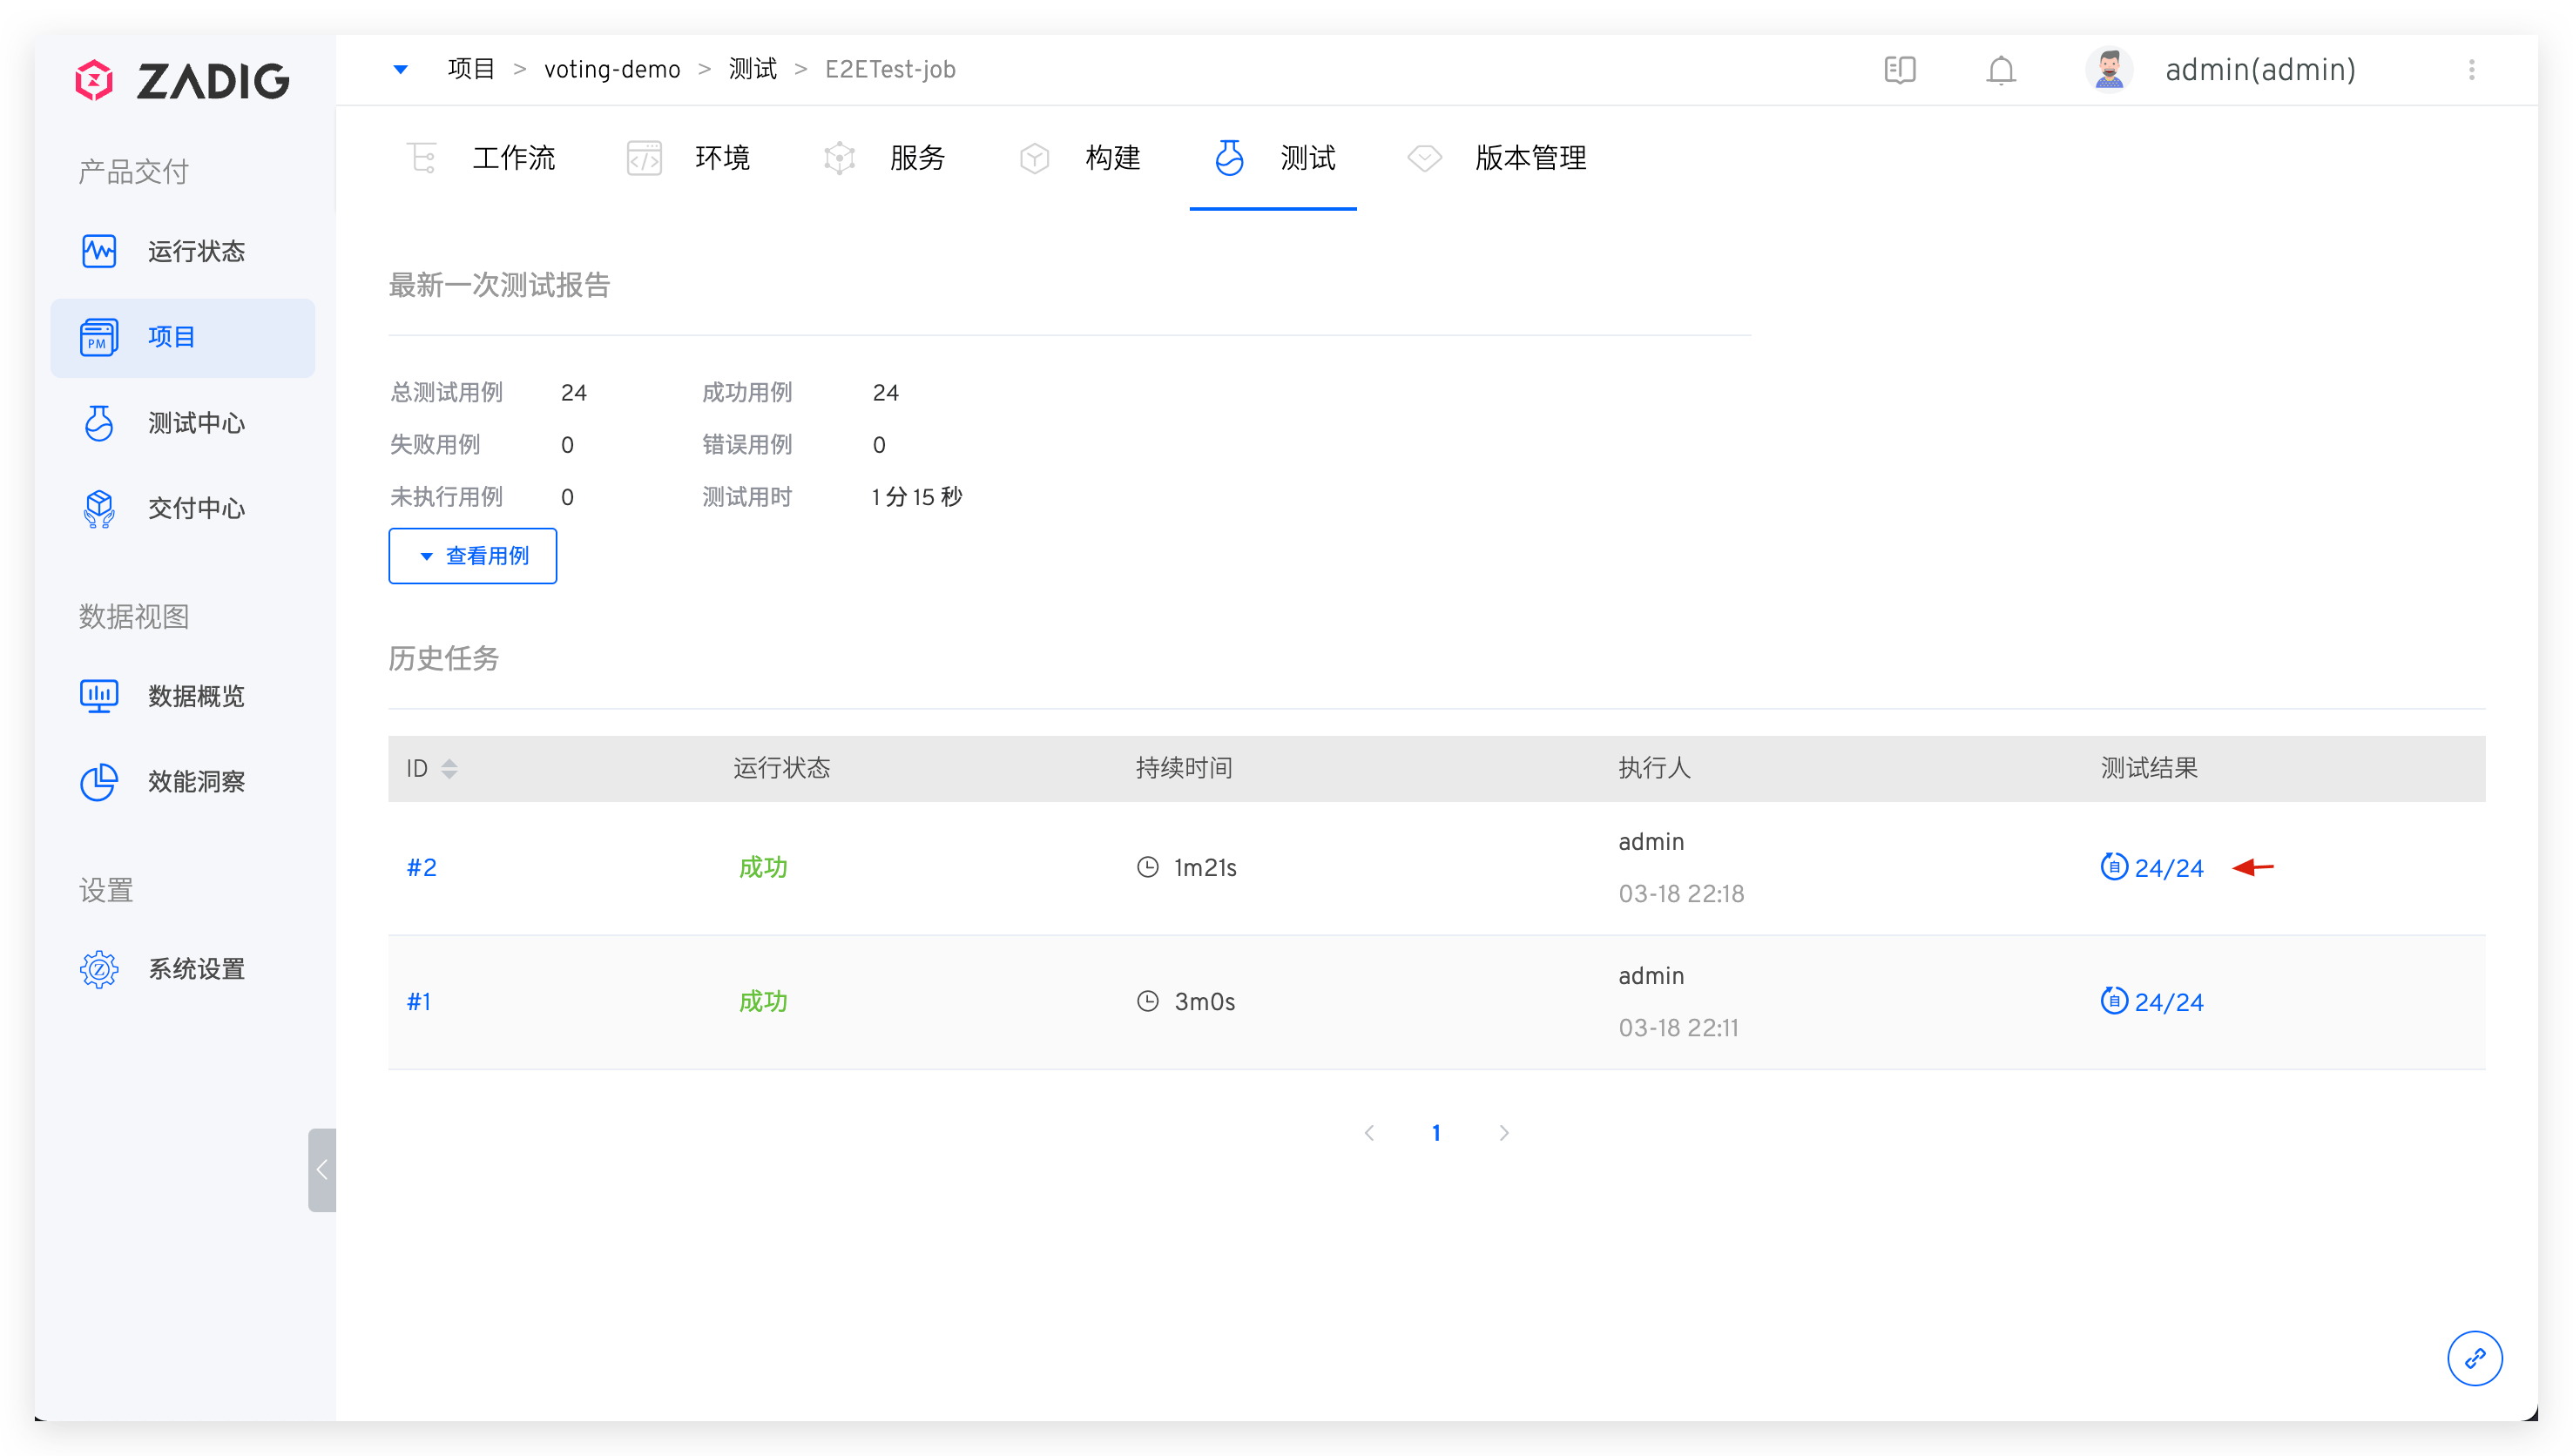 ZADIG
项目 > voting-demo > 测试 > E2ETest-job
admin(admin)
产品交付
运行状态
PM
项目
测试中心
交付中心
数据视图
数据概览
效能洞察
设置
系统设置
工作流
环境
服务
构建
测试
版本管理
最新一次测试报告
总测试用例 24 成功用例 24
失败用例 0 错误用例 0
未执行用例 0 测试用时 1 分 15 秒
查看用例
历史任务
ID 运行状态 持续时间 执行人 测试结果
#2 成功 1m21s admin 自 24/24
03-18 22:18
#1 成功 3m0s admin 自 24/24
03-18 22:11
< 1 >